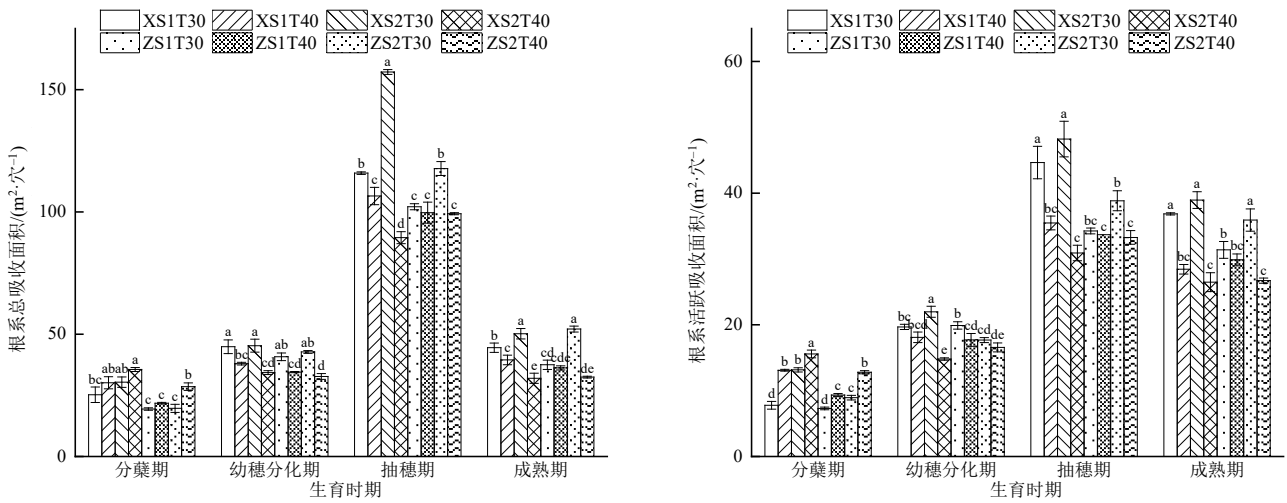 XS1T30 XS1T40 XS2T30 XS2T40
ZS1T30 ZS1T40 ZS2T30 ZS2T40
根系总吸收面积/(m²·穴⁻¹)
150
100
50
0
bc ab ab a c c c b
a bc a cd ab cd ab d
b c a d c c b c
b c a e cd cde a de
分蘖期 幼穗分化期 抽穗期 成熟期
生育时期
XS1T30 XS1T40 XS2T30 XS2T40
ZS1T30 ZS1T40 ZS2T30 ZS2T40
根系活跃吸收面积/(m²·穴⁻¹)
60
40
20
0
d b b a d c c b
bc bcd a e b cd cd de
a bc a c bc c b c
a bc a c b bc a c
分蘖期 幼穗分化期 抽穗期 成熟期
生育时期